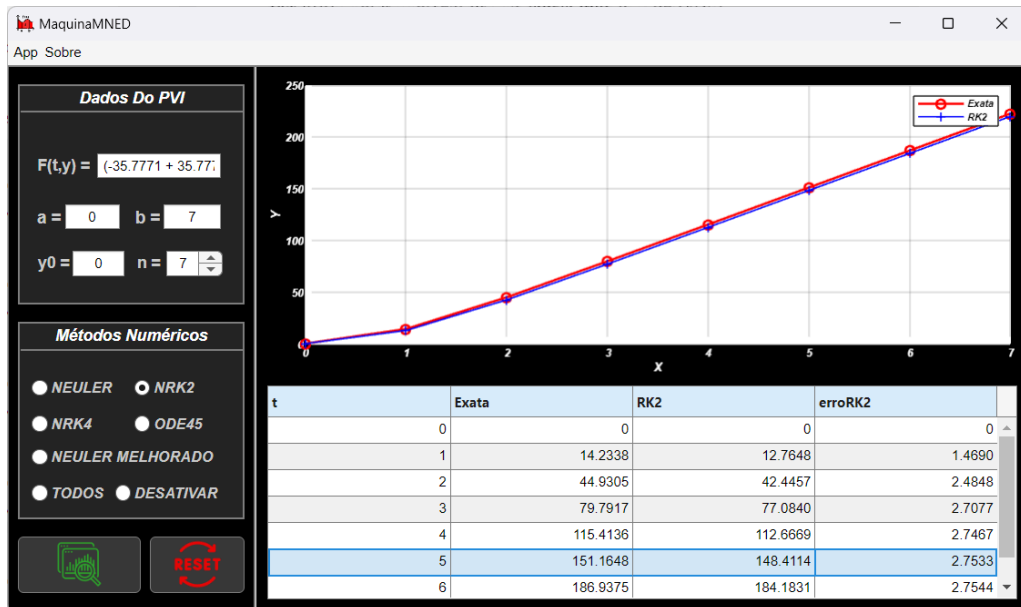 MaquinaMNED
App Sobre
Dados Do PVI
F(t,y) = (-35.7771 + 35.777
a = 0 b = 7
y0 = 0 n = 7
Métodos Numéricos
NEULER NRK2
NRK4 ODE45
NEULER MELHORADO
TODOS DESATIVAR
RESET
250
200
150
100
50
0
Y
0 1 2 3 4 5 6 7
X
Exata
RK2
t Exata RK2 erroRK2
0 0 0 0
1 14.2338 12.7648 1.4690
2 44.9305 42.4457 2.4848
3 79.7917 77.0840 2.7077
4 115.4136 112.6669 2.7467
5 151.1648 148.4114 2.7533
6 186.9375 184.1831 2.7544